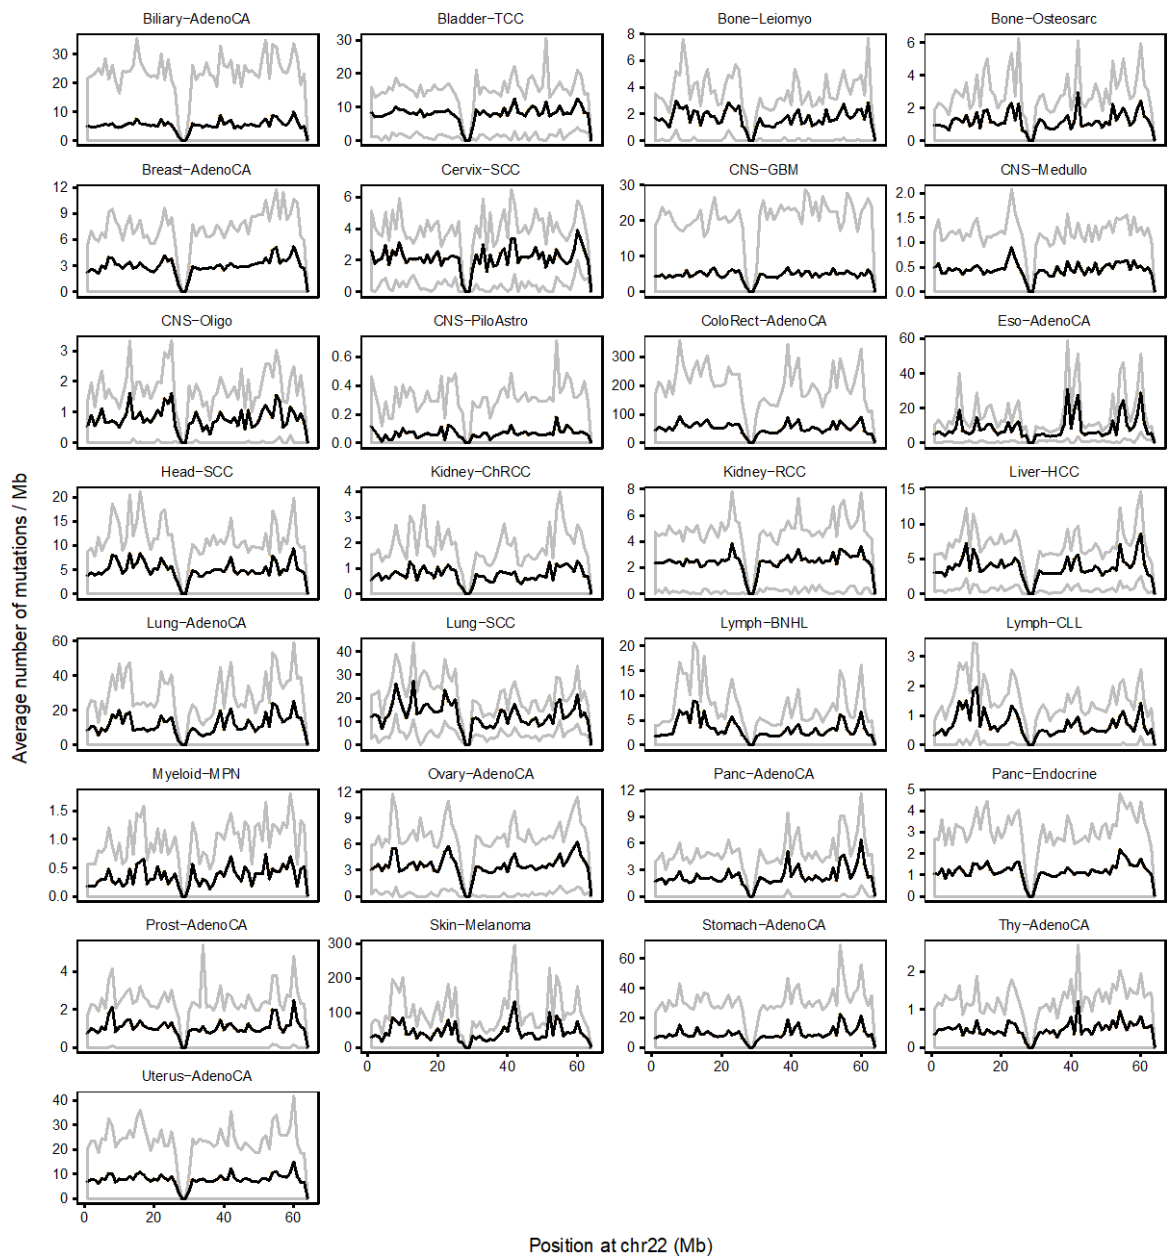 Biliary−AdenoCA Bladder−TCC Bone−Leiomyo Bone−Osteosarc
30 20 10 0
30 20 10 0
8 6 4 2 0
6 4 2 0
Breast−AdenoCA Cervix−SCC CNS−GBM CNS−Medullo
12 9 6 3 0
6 4 2 0
30 20 10 0
2.0 1.5 1.0 0.5 0.0
CNS−Oligo CNS−PiloAstro ColoRect−AdenoCA Eso−AdenoCA
3 2 1 0
0.6 0.4 0.2 0.0
300 200 100 0
60 40 20 0
Head−SCC Kidney−ChRCC Kidney−RCC Liver−HCC
20 15 10 5 0
4 3 2 1 0
8 6 4 2 0
15 10 5 0
Lung−AdenoCA Lung−SCC Lymph−BNHL Lymph−CLL
60 40 20 0
40 30 20 10 0
20 15 10 5 0
3 2 1 0
Myeloid−MPN Ovary−AdenoCA Panc−AdenoCA Panc−Endocrine
1.5 1.0 0.5 0.0
12 9 6 3 0
12 9 6 3 0
5 4 3 2 1 0
Prost−AdenoCA Skin−Melanoma Stomach−AdenoCA Thy−AdenoCA
4 2 0
300 200 100 0
60 40 20 0
2 1 0
0 20 40 60
0 20 40 60
0 20 40 60
Uterus−AdenoCA
40 30 20 10 0
0 20 40 60
Average number of mutations / Mb
Position at chr22 (Mb)